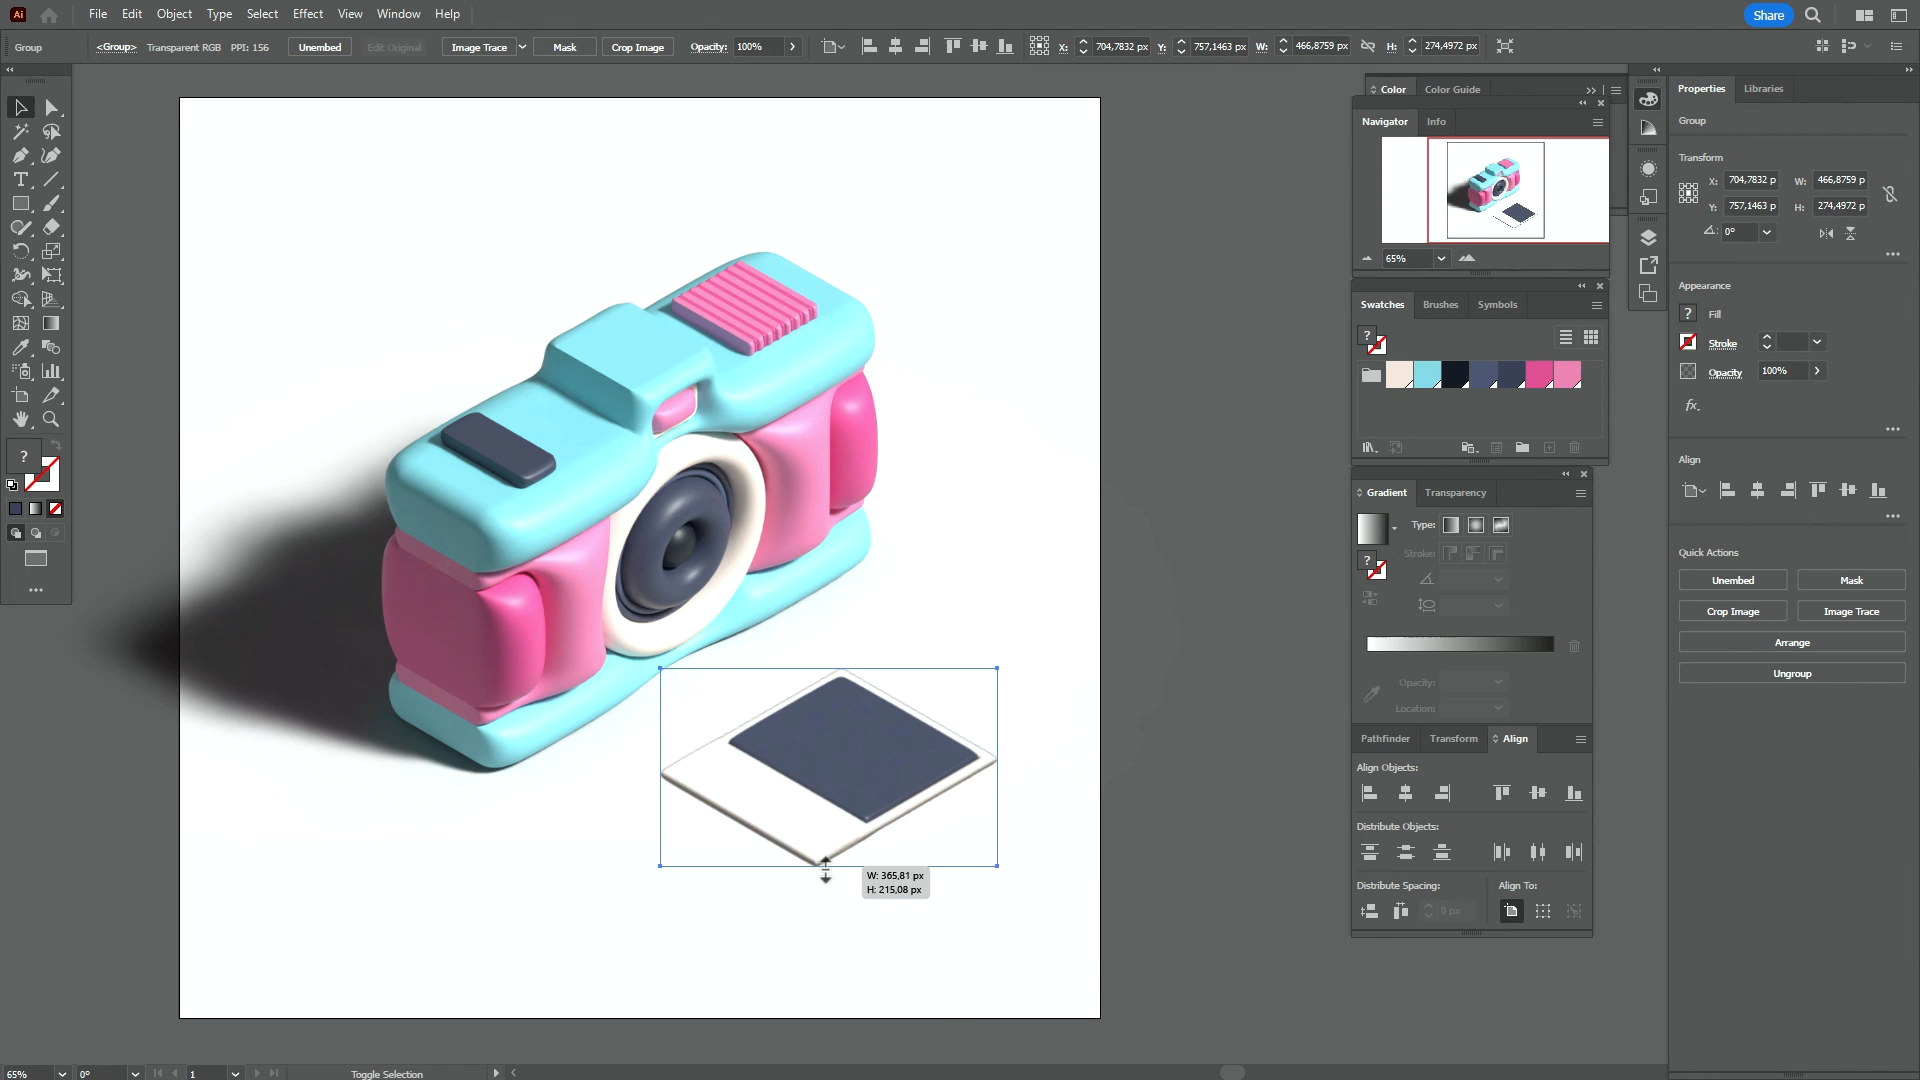 Ai File Edit Object Type Select Effect View Window Help Share
Group <Group> Transparent RGB PPI: 156 Unembed Edit Original Image Trace Mask Crop Image Opacity: 100% X: 704,7832 px Y: 757,1463 px W: 466,8759 px H: 274,4972 px
Color Color Guide
Navigator Info
65%
Swatches Brushes Symbols
?
Gradient Transparency
Type:
Stroke:
?
Opacity:
Location:
Pathfinder Transform Align
Align Objects:
Distribute Objects:
Distribute Spacing: Align To:
0 px
Properties Libraries
Group
Transform
X: 704,7832 p W: 466,8759 p
Y: 757,1463 p H: 274,4972 p
0°
Appearance
? Fill
Stroke
Opacity 100%
fx.
Align
Quick Actions
Unembed Mask
Crop Image Image Trace
Arrange
Ungroup
?
W: 365,81 px
H: 215,08 px
65% 0° 1 Toggle Selection